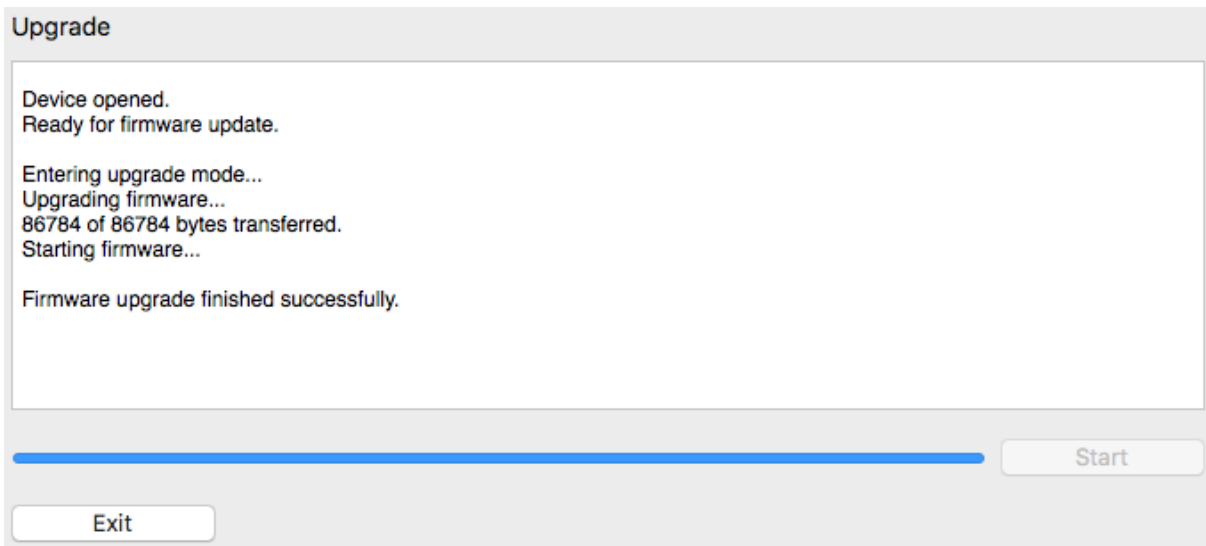 Upgrade
Device opened.
Ready for firmware update.
Entering upgrade mode...
Upgrading firmware...
86784 of 86784 bytes transferred.
Starting firmware...
Firmware upgrade finished successfully.
Start
Exit